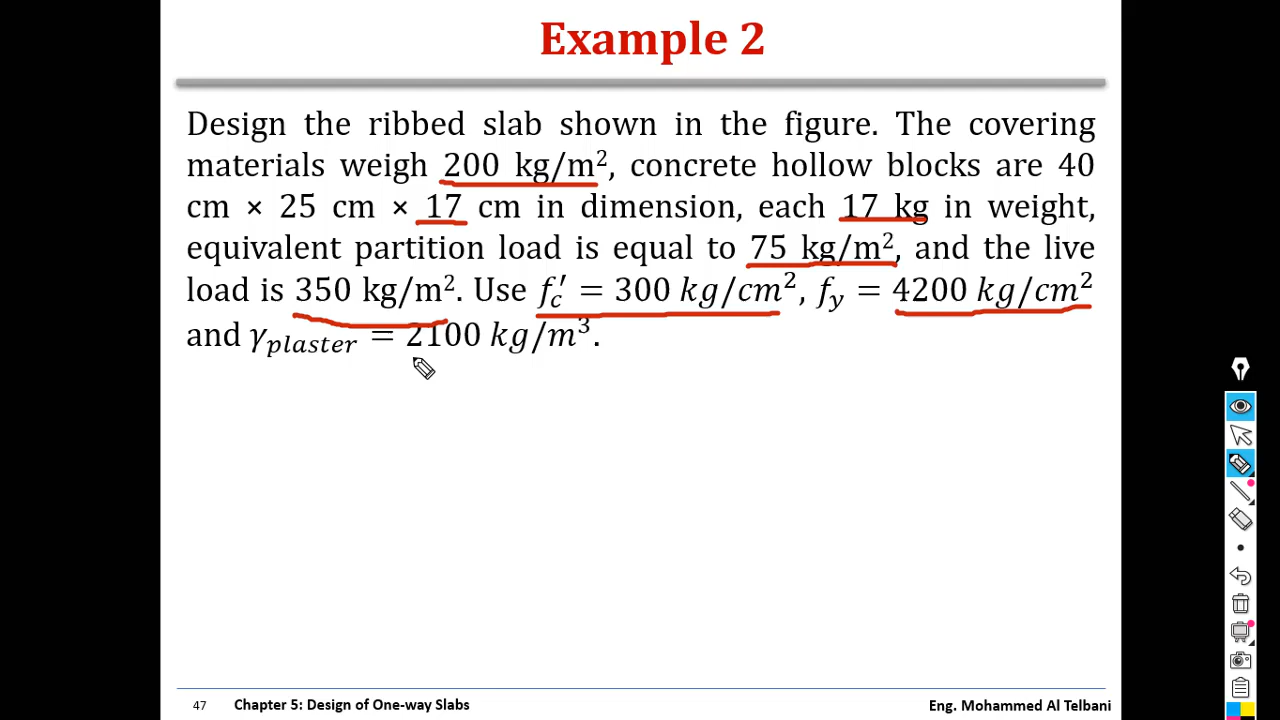 Example 2
Design the ribbed slab shown in the figure. The covering
materials weigh 200 kg/m², concrete hollow blocks are 40
cm × 25 cm × 17 cm in dimension, each 17 kg in weight,
equivalent partition load is equal to 75 kg/m², and the live
load is 350 kg/m². Use f′c = 300 kg/cm², fy = 4200 kg/cm²
and γplaster = 2100 kg/m³.
47 Chapter 5: Design of One-way Slabs Eng. Mohammed Al Telbani